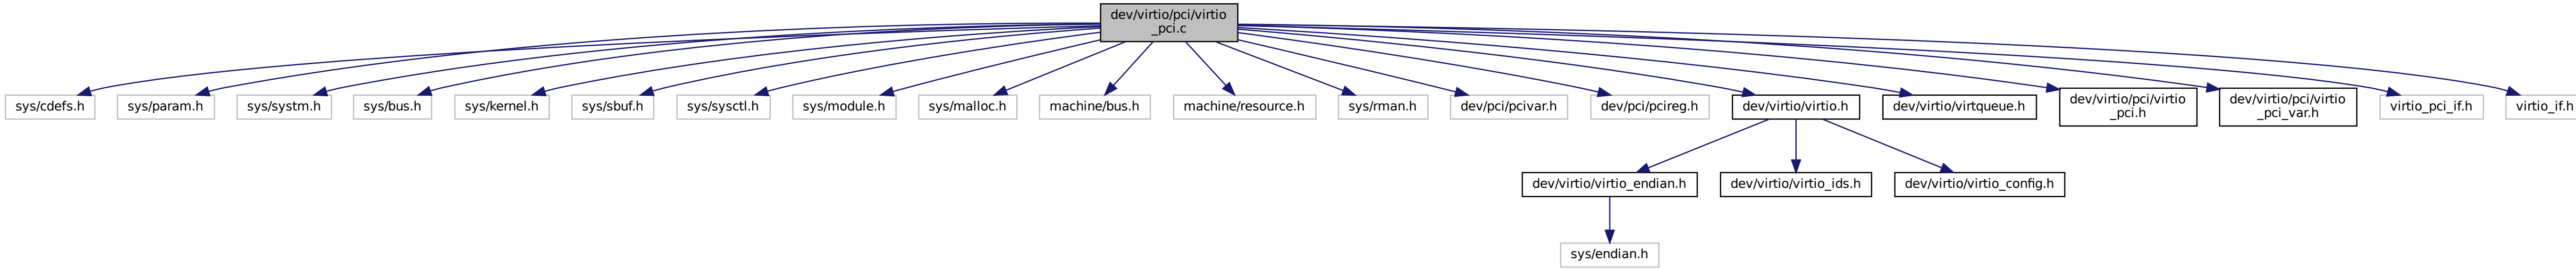 dev/virtio/pci/virtio
_pci.c
sys/cdefs.h
sys/param.h
sys/systm.h
sys/bus.h
sys/kernel.h
sys/sbuf.h
sys/sysctl.h
sys/module.h
sys/malloc.h
machine/bus.h
machine/resource.h
sys/rman.h
dev/pci/pcivar.h
dev/pci/pcireg.h
dev/virtio/virtio.h
dev/virtio/virtqueue.h
dev/virtio/pci/virtio
_pci.h
dev/virtio/pci/virtio
_pci_var.h
virtio_pci_if.h
virtio_if.h
dev/virtio/virtio_endian.h
dev/virtio/virtio_ids.h
dev/virtio/virtio_config.h
sys/endian.h